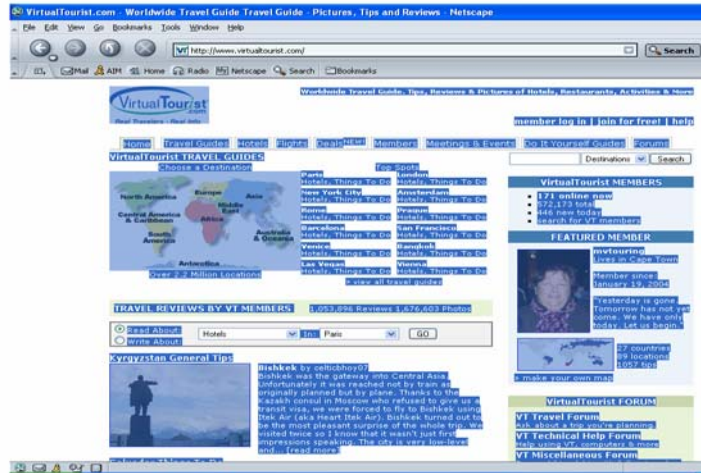 VirtualTourist.com - Worldwide Travel Guide Travel Guide - Pictures, Tips and Reviews - Netscape
File Edit View Go Bookmarks Tools Window Help
VT http://www.virtualtourist.com/ Search
Mail AIM Home Radio Netscape Search Bookmarks
VirtualTourist.com
Real Travelers - Real Info
Worldwide Travel Guide, Tips, Reviews & Pictures of Hotels, Restaurants, Activities & More
member log in | join for free! | help
Home Travel Guides Hotels Flights Deals NEW! Members Meetings & Events Do It Yourself Guides Forums
VirtualTourist TRAVEL GUIDES
Choose a Destination
North America
Europe
Asia
Middle East
Central America & Caribbean
Africa
South America
Australia & Oceania
Antarctica
Over 2.2 Million Locations
Top Spots
Paris London
Hotels, Things To Do Hotels, Things To Do
New York City Amsterdam
Hotels, Things To Do Hotels, Things To Do
Rome Prague
Hotels, Things To Do Hotels, Things To Do
Barcelona San Francisco
Hotels, Things To Do Hotels, Things To Do
Venice Bangkok
Hotels, Things To Do Hotels, Things To Do
Las Vegas Vienna
Hotels, Things To Do Hotels, Things To Do
» view all travel guides
TRAVEL REVIEWS BY VT MEMBERS 1,053,896 Reviews 1,676,603 Photos
Read About: Hotels In: Paris GO
Write About:
Kyrgyzstan General Tips
Bishkek by celticbhoy07
Bishkek was the gateway into Central Asia.
Unfortunately it was reached not by train as
originally planned but by plane. Thanks to the
Kazakh consul in Moscow who refused to give us a
transit visa, we were forced to fly to Bishkek using
Itek Air (aka Heart Itek Air). Bishkek turned out to
be the most pleasant surprise of the whole trip. We
visited twice so I know that it wasn't just first
impressions speaking. The city is very low-level
and... [read more]
Destinations Search
VirtualTourist MEMBERS
171 online now
572,173 total
446 new today
search for VT members
FEATURED MEMBER
mvtouring
Lives in Cape Town
Member since:
January 19, 2004
"Yesterday is gone.
Tomorrow has not yet
come. We have only
today. Let us begin."
27 countries
89 locations
1057 tips
» make your own map
VirtualTourist FORUM
VT Travel Forum
Ask about a trip you're planning.
VT Technical Help Forum
Help using VT, computers & more
VT Miscellaneous Forum